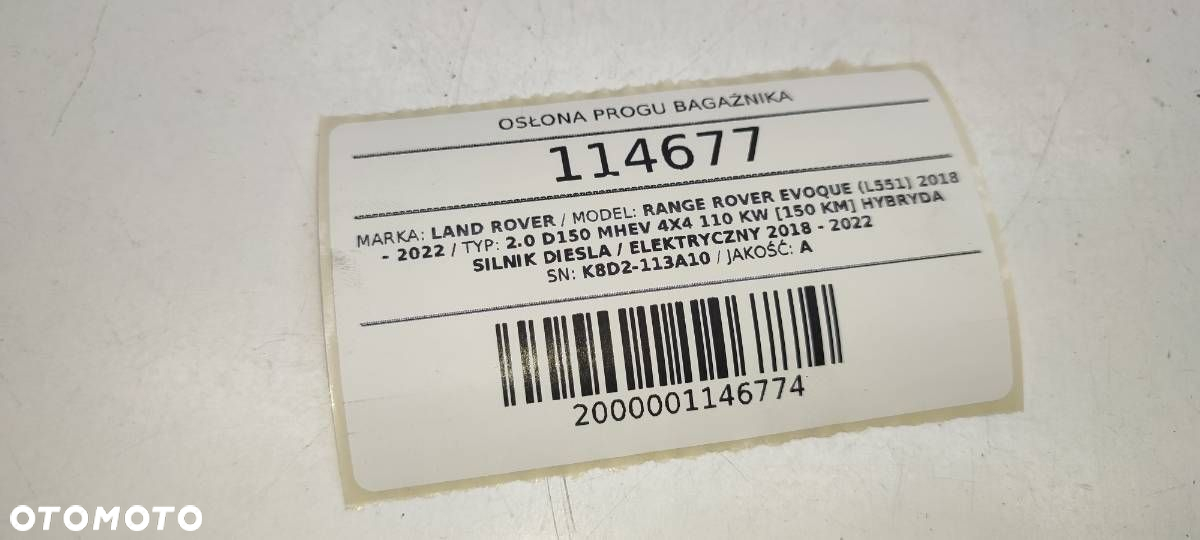 OSŁONA PROGU BAGAŻNIKA
114677
MARKA: LAND ROVER / MODEL: RANGE ROVER EVOQUE (L551) 2018
- 2022 / TYP: 2.0 D150 MHEV 4X4 110 KW [150 KM] HYBRYDA
SILNIK DIESLA / ELEKTRYCZNY 2018 - 2022
SN: K8D2-113A10 / JAKOŚĆ: A
2000001146774
OTOMOTO